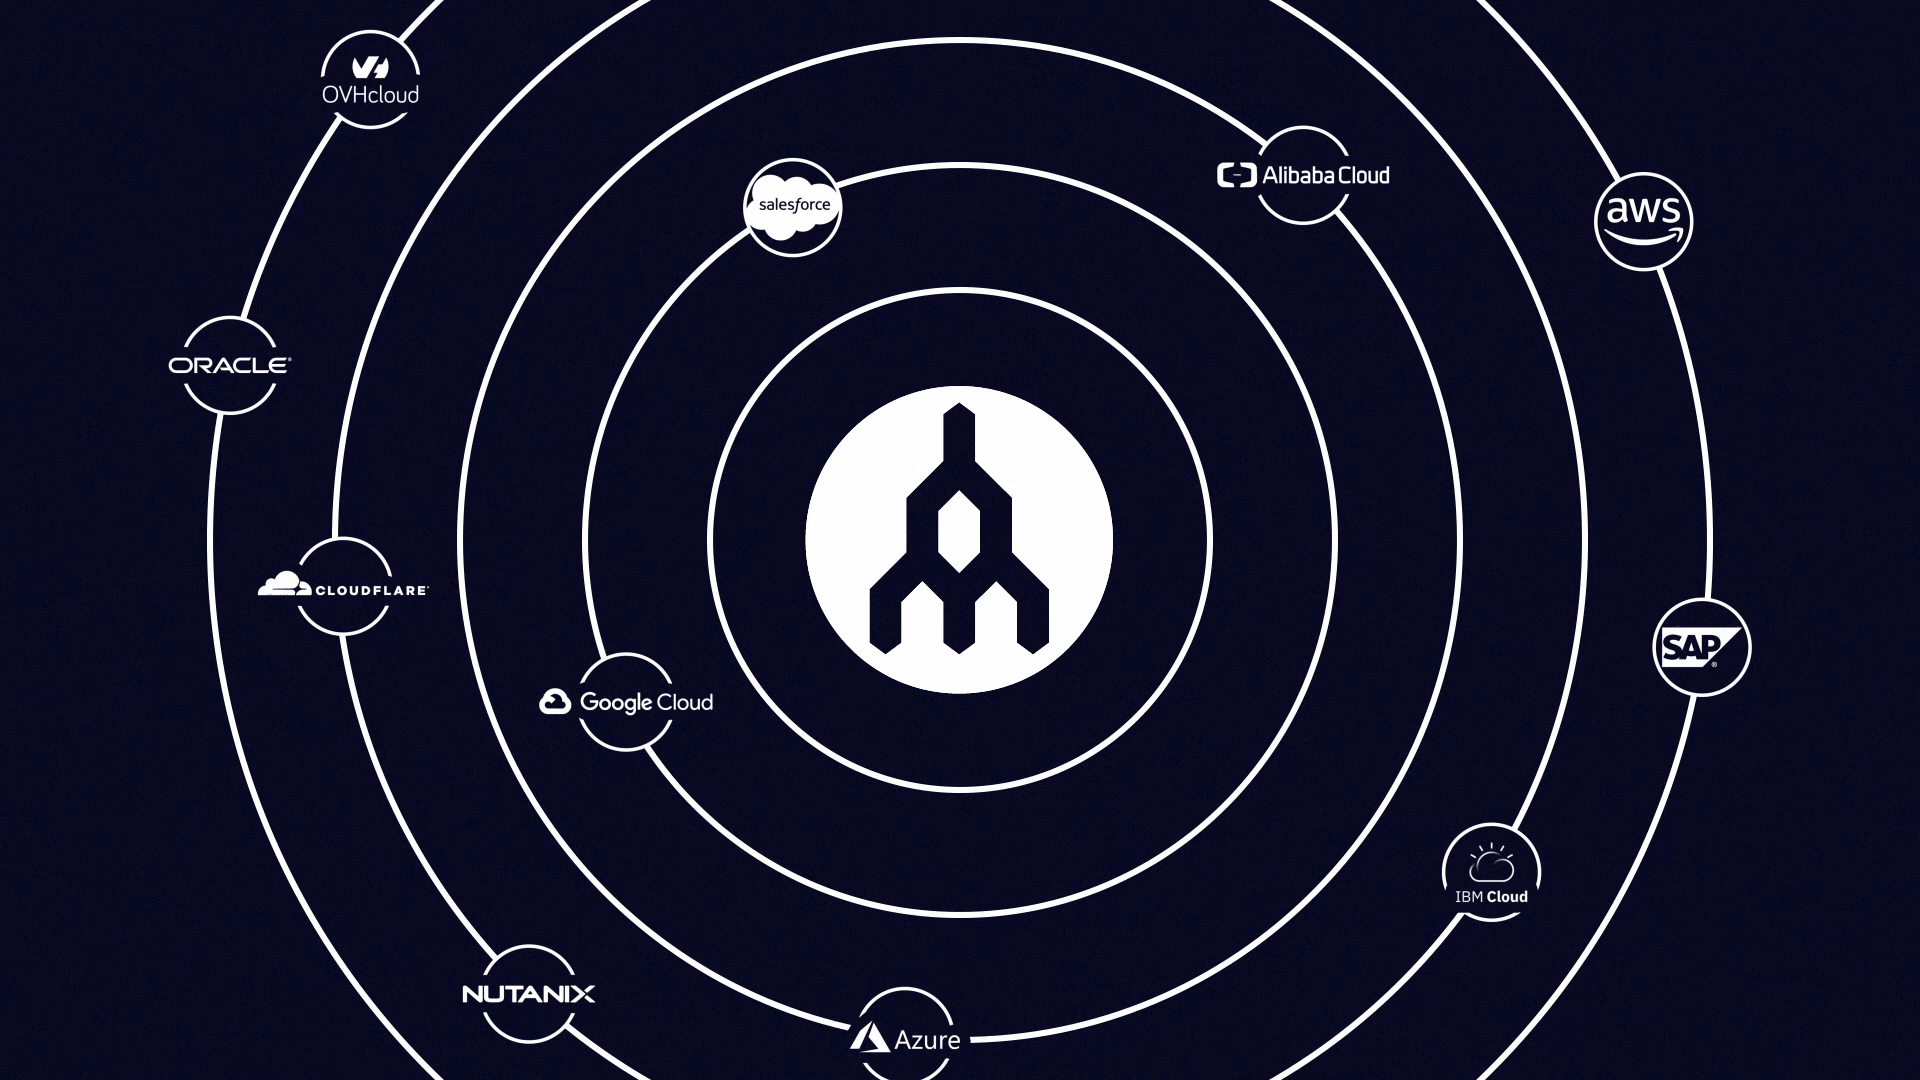 OVHcloud
salesforce
Alibaba Cloud
aws
ORACLE®
CLOUDFLARE
SAP®
Google Cloud
IBM Cloud
NUTANIX
Azure